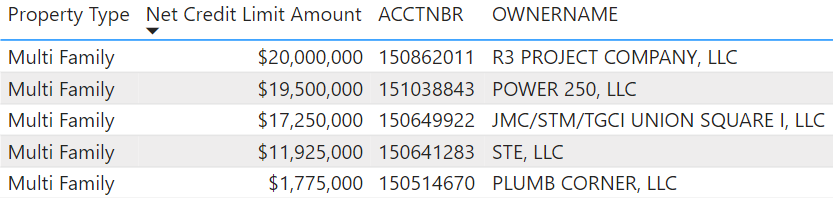 Property Type Net Credit Limit Amount ACCTNBR OWNERNAME
Multi Family $20,000,000 150862011 R3 PROJECT COMPANY, LLC
Multi Family $19,500,000 151038843 POWER 250, LLC
Multi Family $17,250,000 150649922 JMC/STM/TGCI UNION SQUARE I, LLC
Multi Family $11,925,000 150641283 STE, LLC
Multi Family $1,775,000 150514670 PLUMB CORNER, LLC